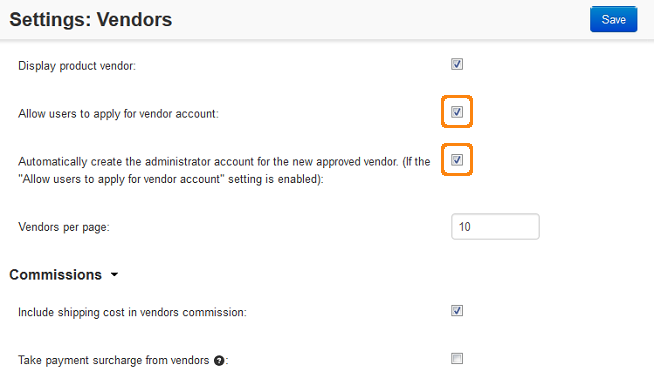 Settings: Vendors
Save
Display product vendor:
Allow users to apply for vendor account:
Automatically create the administrator account for the new approved vendor. (If the
"Allow users to apply for vendor account" setting is enabled):
Vendors per page:
10
Commissions
Include shipping cost in vendors commission:
Take payment surcharge from vendors ?: